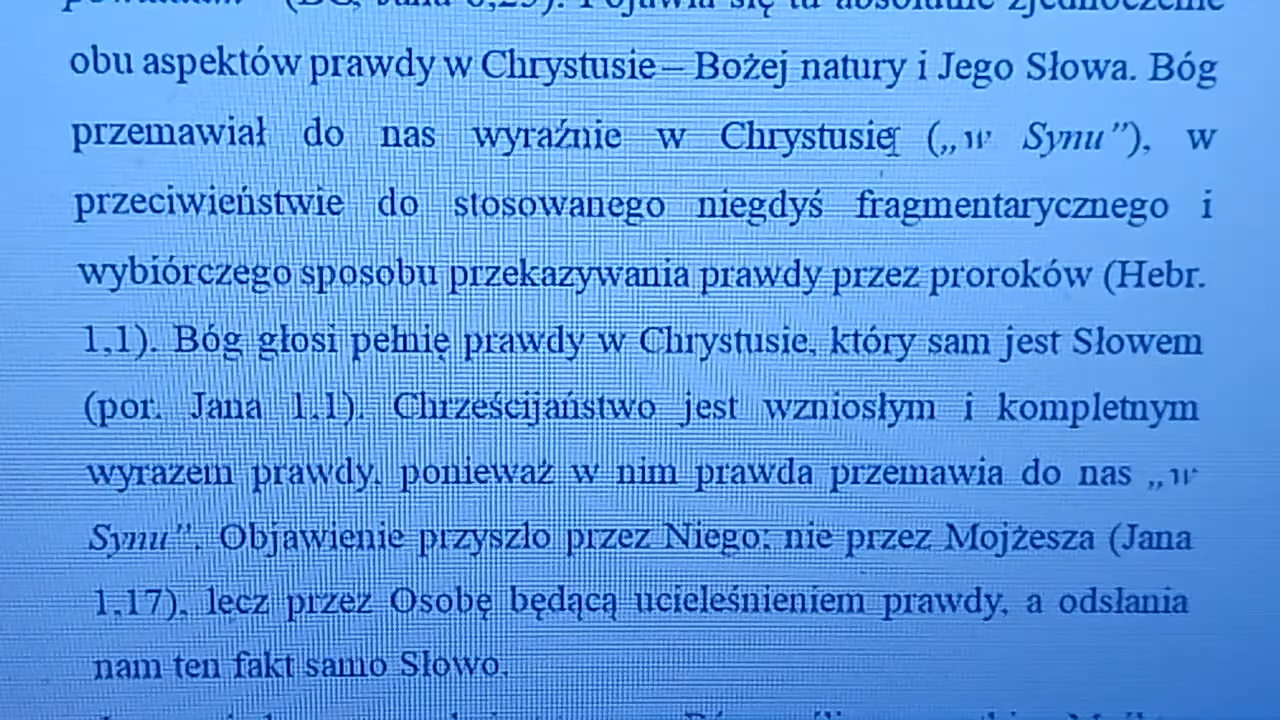 obu aspektów prawdy w Chrystusie – Bożej natury i Jego Słowa. Bóg
przemawiał do nas wyraźnie w Chrystusie („w Synu”), w
przeciwieństwie do stosowanego niegdyś fragmentarycznego i
wybiórczego sposobu przekazywania prawdy przez proroków (Hebr.
1,1). Bóg głosi pełnię prawdy w Chrystusie, który sam jest Słowem
(por. Jana 1,1). Chrześcijaństwo jest wzniosłym i kompletnym
wyrazem prawdy, ponieważ w nim prawda przemawia do nas „w
Synu”. Objawienie przyszło przez Niego; nie przez Mojżesza (Jana
1,17), lecz przez Osobę będącą ucieleśnieniem prawdy, a odsłania
nam ten fakt samo Słowo.